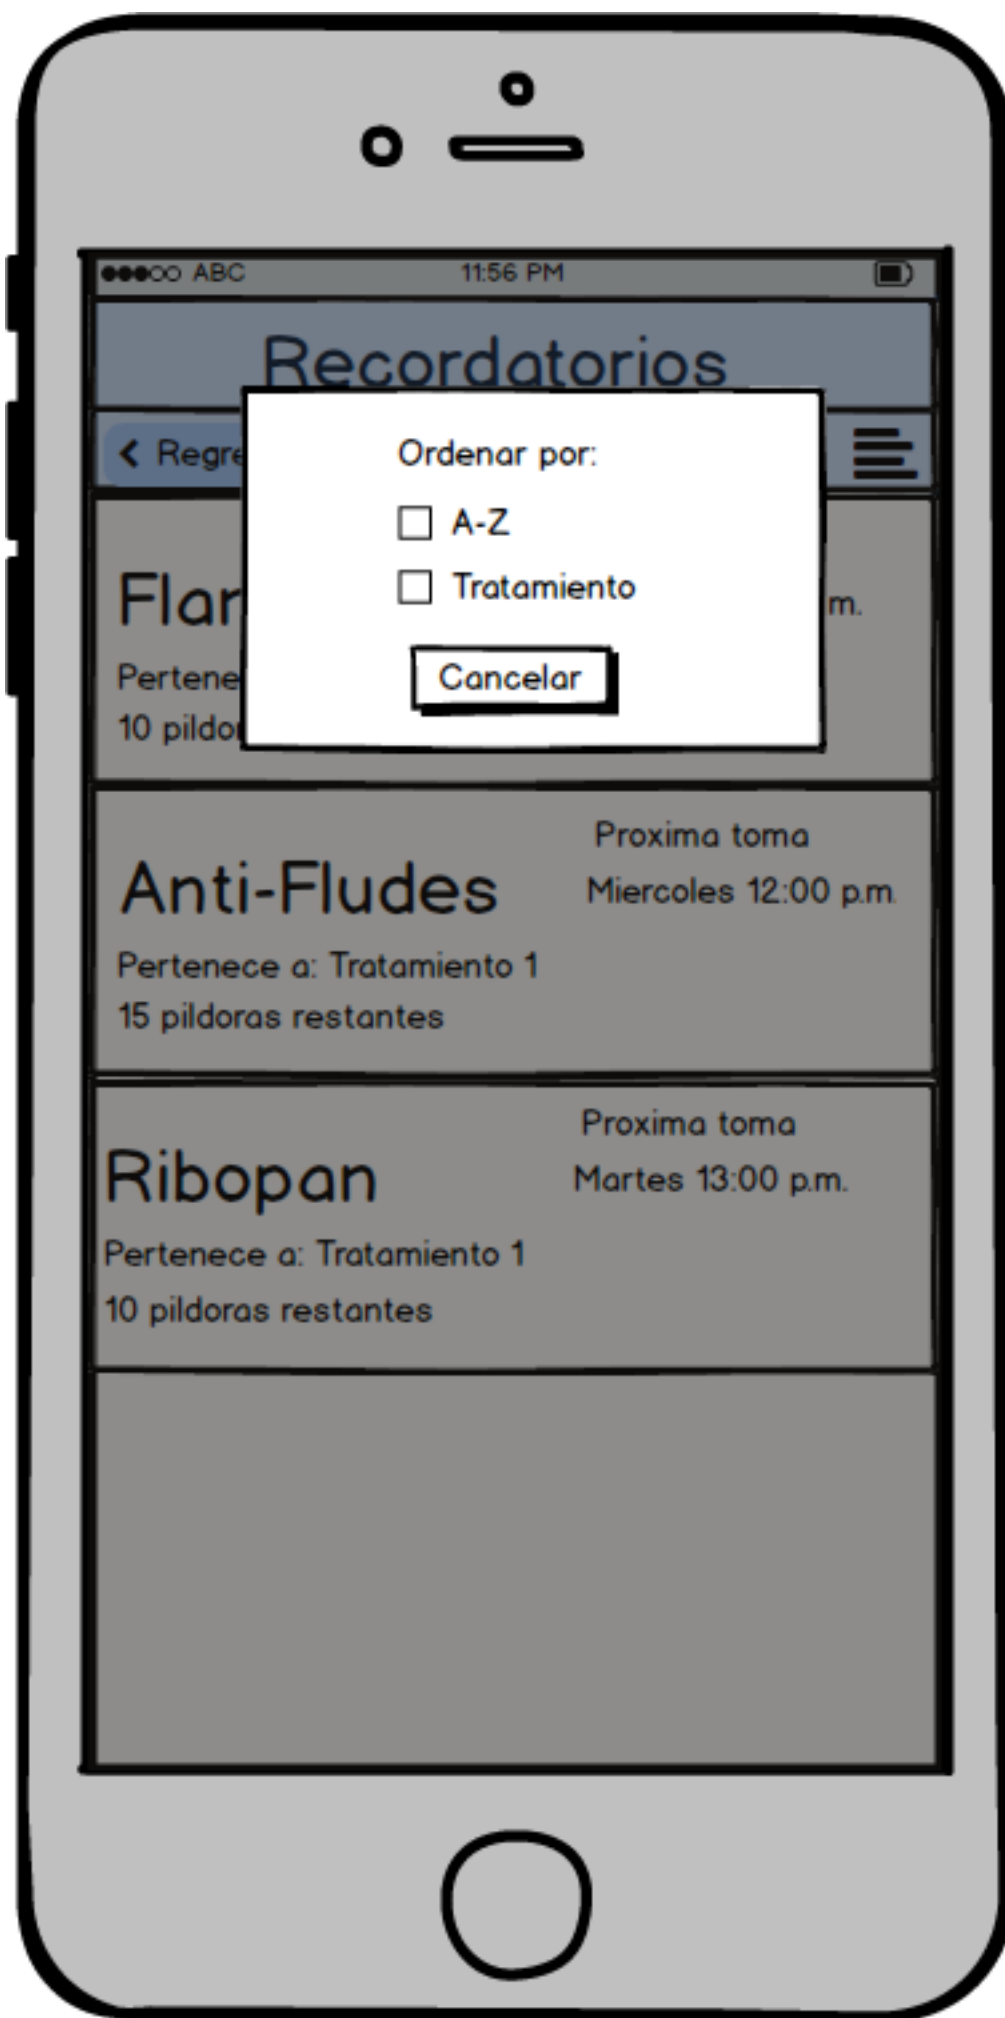 ABC 11:56 PM
Recordatorios
Ordenar por:
A-Z
Tratamiento
Cancelar
m.
10
Anti-Fludes
Proxima toma
Miercoles 12:00 p.m.
Pertenece a: Tratamiento 1
15 pildoras restantes
Ribopan
Proxima toma
Martes 13:00 p.m.
Pertenece a: Tratamiento 1
10 pildoras restantes